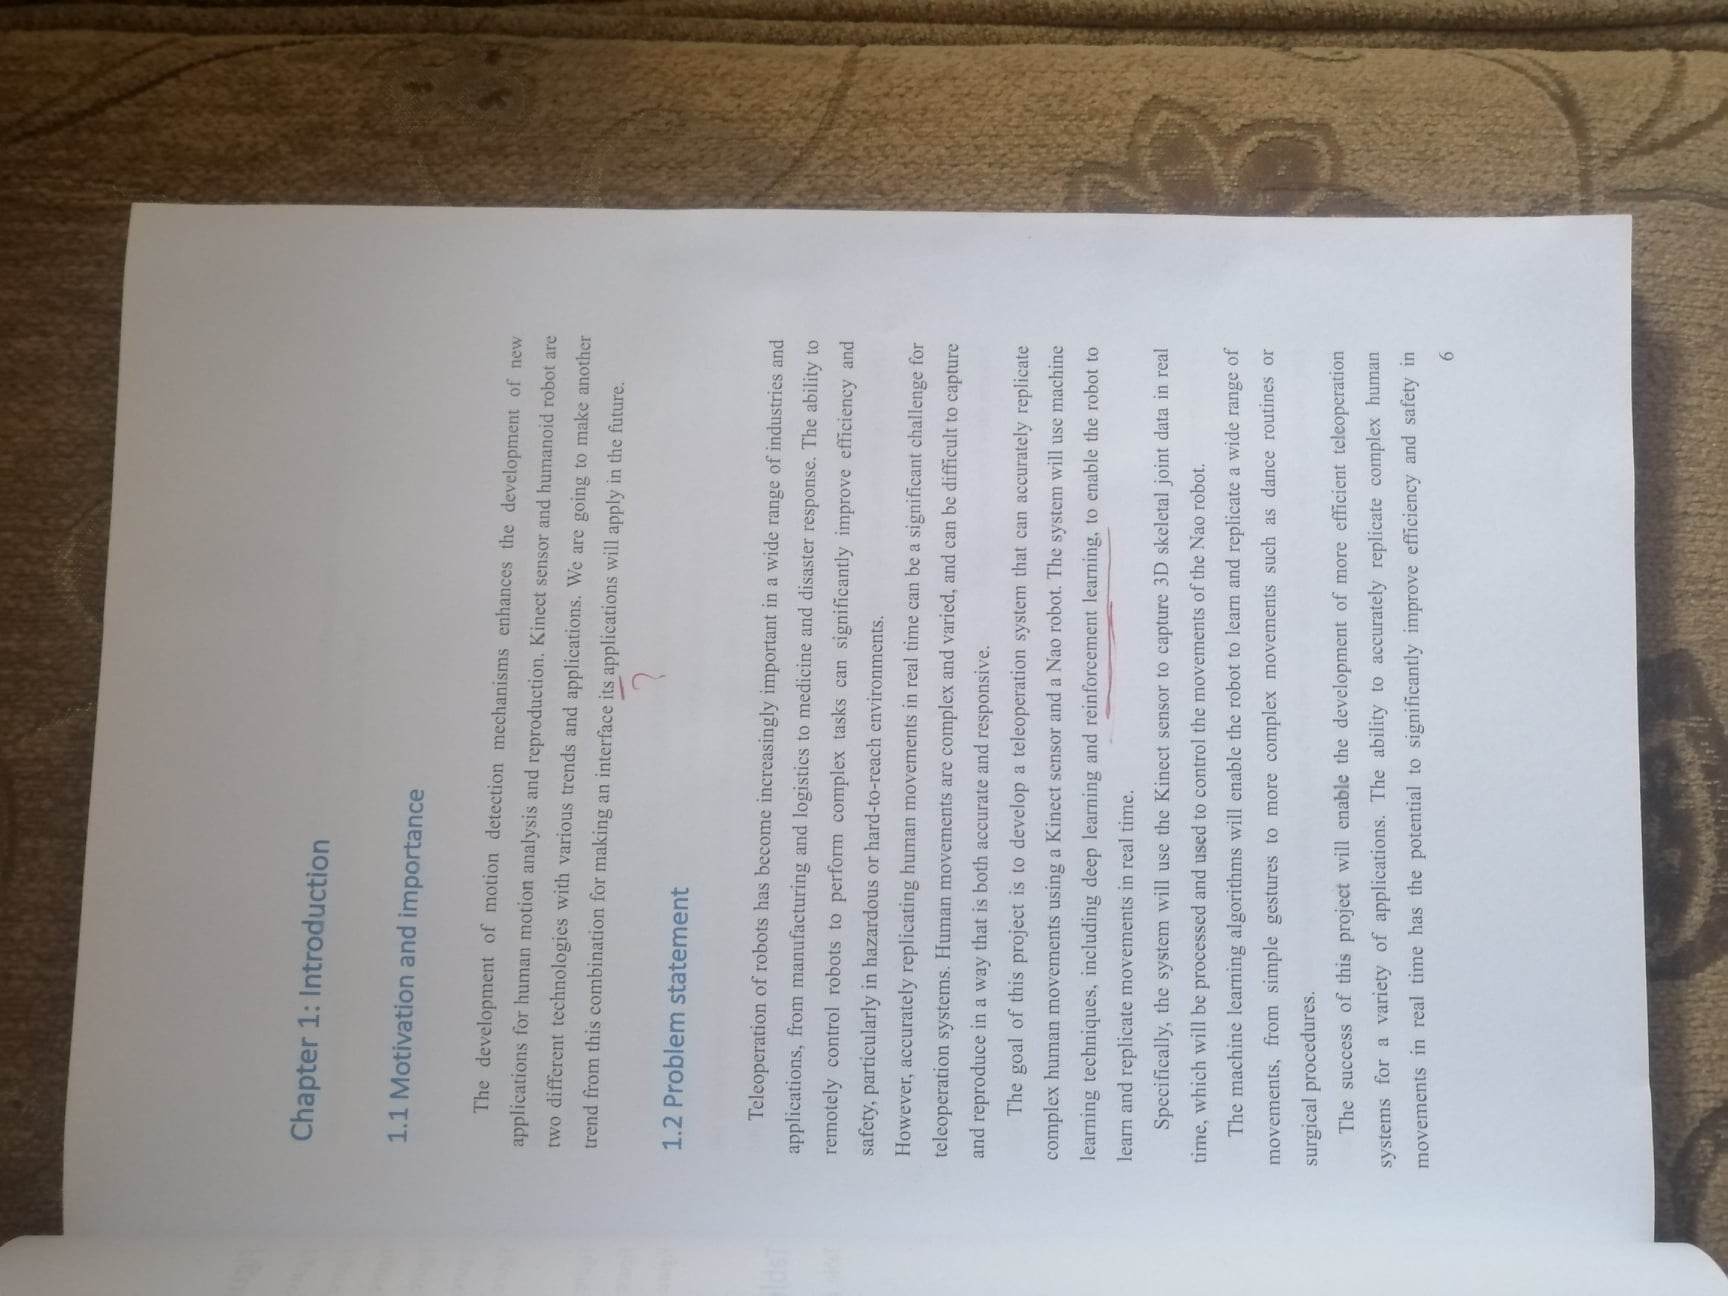 Chapter 1: Introduction
1.1 Motivation and importance
The development of motion detection mechanisms enhances the development of new
applications for human motion analysis and reproduction. Kinect sensor and humanoid robot are
two different technologies with various trends and applications. We are going to make another
trend from this combination for making an interface its applications will apply in the future.
?
1.2 Problem statement
Teleoperation of robots has become increasingly important in a wide range of industries and
applications, from manufacturing and logistics to medicine and disaster response. The ability to
remotely control robots to perform complex tasks can significantly improve efficiency and
safety, particularly in hazardous or hard-to-reach environments.
However, accurately replicating human movements in real time can be a significant challenge for
teleoperation systems. Human movements are complex and varied, and can be difficult to capture
and reproduce in a way that is both accurate and responsive.
The goal of this project is to develop a teleoperation system that can accurately replicate
complex human movements using a Kinect sensor and a Nao robot. The system will use machine
learning techniques, including deep learning and reinforcement learning, to enable the robot to
learn and replicate movements in real time.
Specifically, the system will use the Kinect sensor to capture 3D skeletal joint data in real
time, which will be processed and used to control the movements of the Nao robot.
The machine learning algorithms will enable the robot to learn and replicate a wide range of
movements, from simple gestures to more complex movements such as dance routines or
surgical procedures.
The success of this project will enable the development of more efficient teleoperation
systems for a variety of applications. The ability to accurately replicate complex human
movements in real time has the potential to significantly improve efficiency and safety in
6